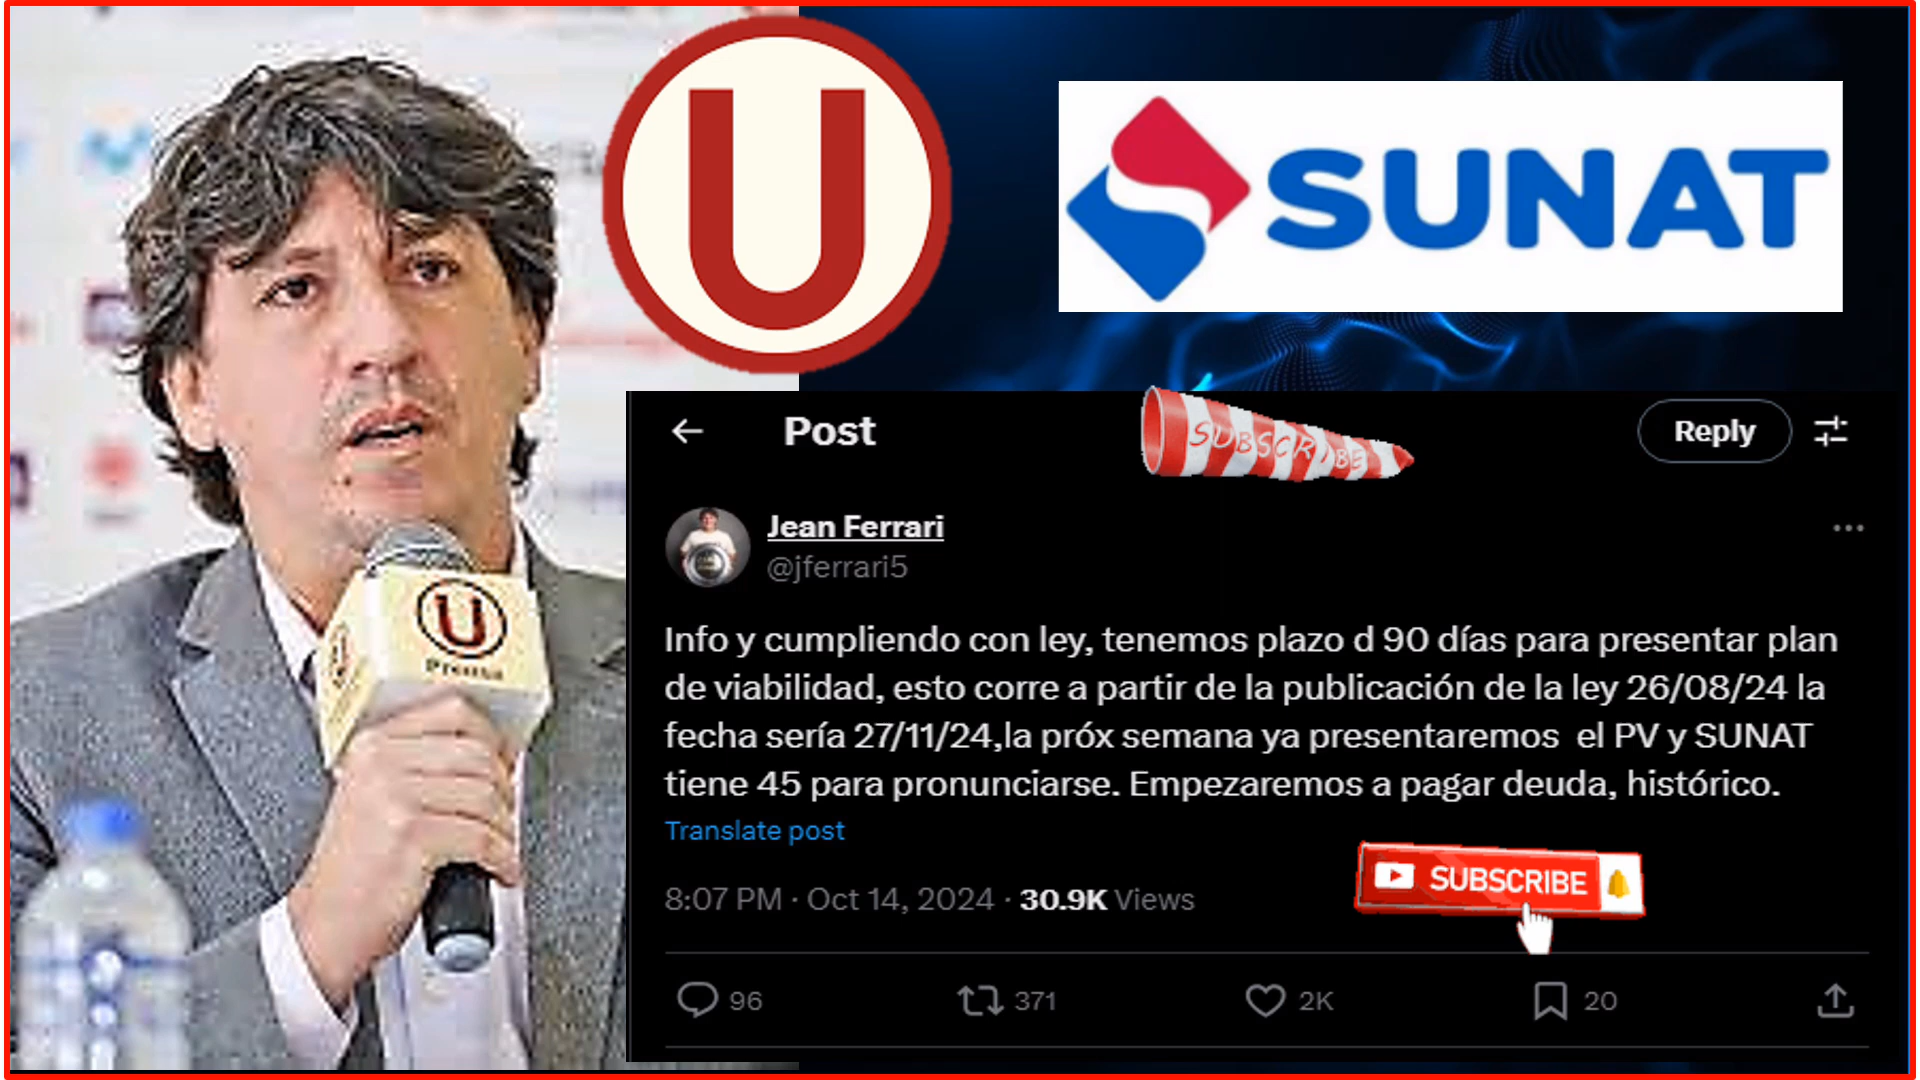 U
SUNAT
Post
SUBSCRIBE
Reply
Jean Ferrari
@jferrari5
Info y cumpliendo con ley, tenemos plazo d 90 días para presentar plan
de viabilidad, esto corre a partir de la publicación de la ley 26/08/24 la
fecha sería 27/11/24,la próx semana ya presentaremos el PV y SUNAT
tiene 45 para pronunciarse. Empezaremos a pagar deuda, histórico.
Translate post
8:07 PM · Oct 14, 2024 · 30.9K Views
SUBSCRIBE
96
371
2K
20
U
Prensa